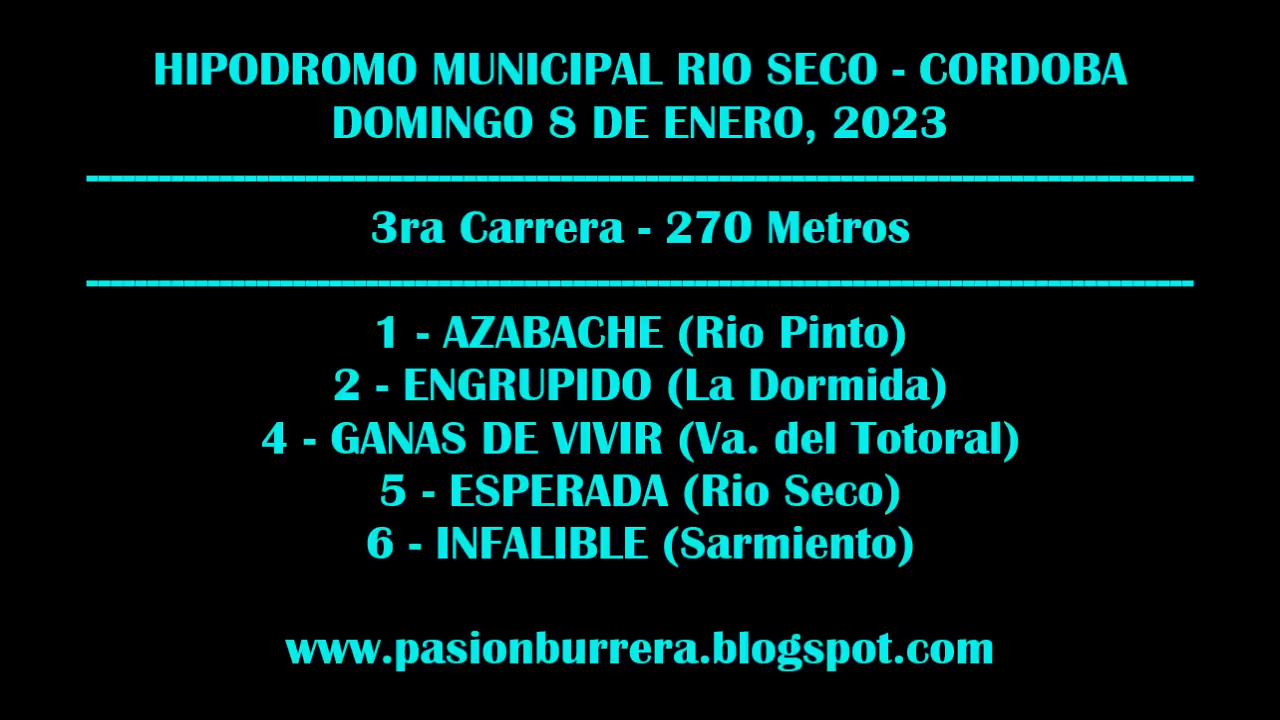 HIPODROMO MUNICIPAL RIO SECO - CORDOBA
DOMINGO 8 DE ENERO, 2023
3ra Carrera - 270 Metros
1 - AZABACHE (Rio Pinto)
2 - ENGRUPIDO (La Dormida)
4 - GANAS DE VIVIR (Va. del Totoral)
5 - ESPERADA (Rio Seco)
6 - INFALIBLE (Sarmiento)
www.pasionburrera.blogspot.com